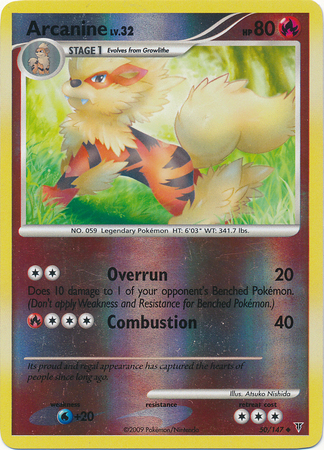 Arcanine LV.32
HP 80
STAGE 1 Evolves from Growlithe
NO. 059 Legendary Pokémon HT: 6'03" WT: 341.7 lbs.
Overrun 20
Does 10 damage to 1 of your opponent's Benched Pokémon.
(Don't apply Weakness and Resistance for Benched Pokémon.)
Combustion 40
Its proud and regal appearance has captured the hearts of
people since long ago.
Illus. Atsuko Nishida
weakness resistance retreat cost
+20
©2009 Pokémon/Nintendo 50/147